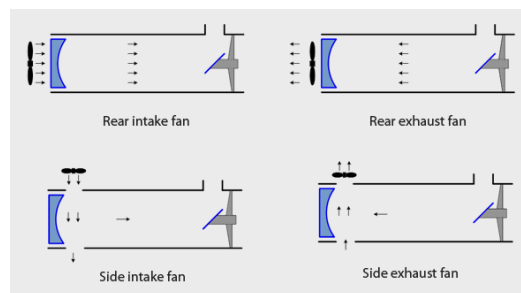 Rear intake fan
Rear exhaust fan
Side intake fan
Side exhaust fan